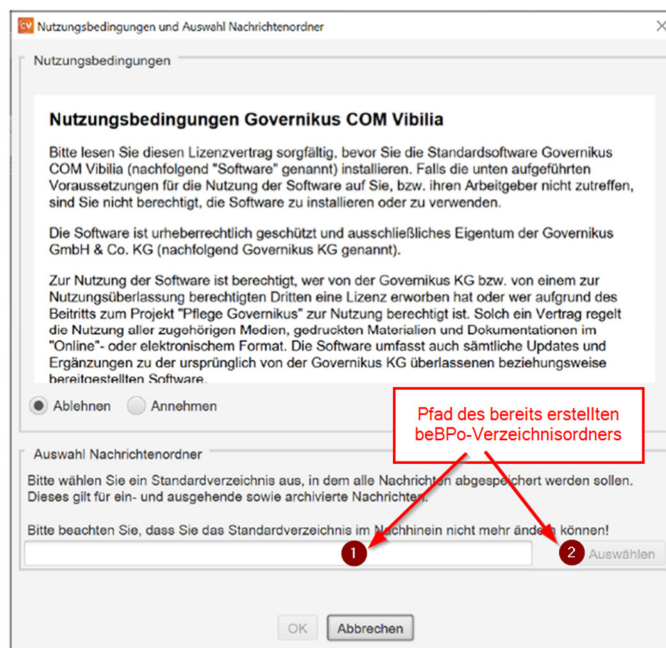 CV Nutzungsbedingungen und Auswahl Nachrichtenordner
Nutzungsbedingungen
Nutzungsbedingungen Governikus COM Vibilia
Bitte lesen Sie diesen Lizenzvertrag sorgfältig, bevor Sie die Standardsoftware Governikus
COM Vibilia (nachfolgend "Software" genannt) installieren. Falls die unten aufgeführten
Voraussetzungen für die Nutzung der Software auf Sie, bzw. ihren Arbeitgeber nicht zutreffen,
sind Sie nicht berechtigt, die Software zu installieren oder zu verwenden.
Die Software ist urheberrechtlich geschützt und ausschließliches Eigentum der Governikus
GmbH & Co. KG (nachfolgend Governikus KG genannt).
Zur Nutzung der Software ist berechtigt, wer von der Governikus KG bzw. von einem zur
Nutzungsüberlassung berechtigten Dritten eine Lizenz erworben hat oder wer aufgrund des
Beitritts zum Projekt "Pflege Governikus" zur Nutzung berechtigt ist. Solch ein Vertrag regelt
die Nutzung aller zugehörigen Medien, gedruckten Materialien und Dokumentationen im
"Online"- oder elektronischem Format. Die Software umfasst auch sämtliche Updates und
Ergänzungen zu der ursprünglich von der Governikus KG überlassenen beziehungsweise
bereitgestellten Software.
Ablehnen Annehmen
Pfad des bereits erstellten
beBPo-Verzeichnisordners
Auswahl Nachrichtenordner
Bitte wählen Sie ein Standardverzeichnis aus, in dem alle Nachrichten abgespeichert werden sollen.
Dieses gilt für ein- und ausgehende sowie archivierte Nachrichten.
Bitte beachten Sie, dass Sie das Standardverzeichnis im Nachhinein nicht mehr ändern können!
1 2 Auswählen
OK Abbrechen